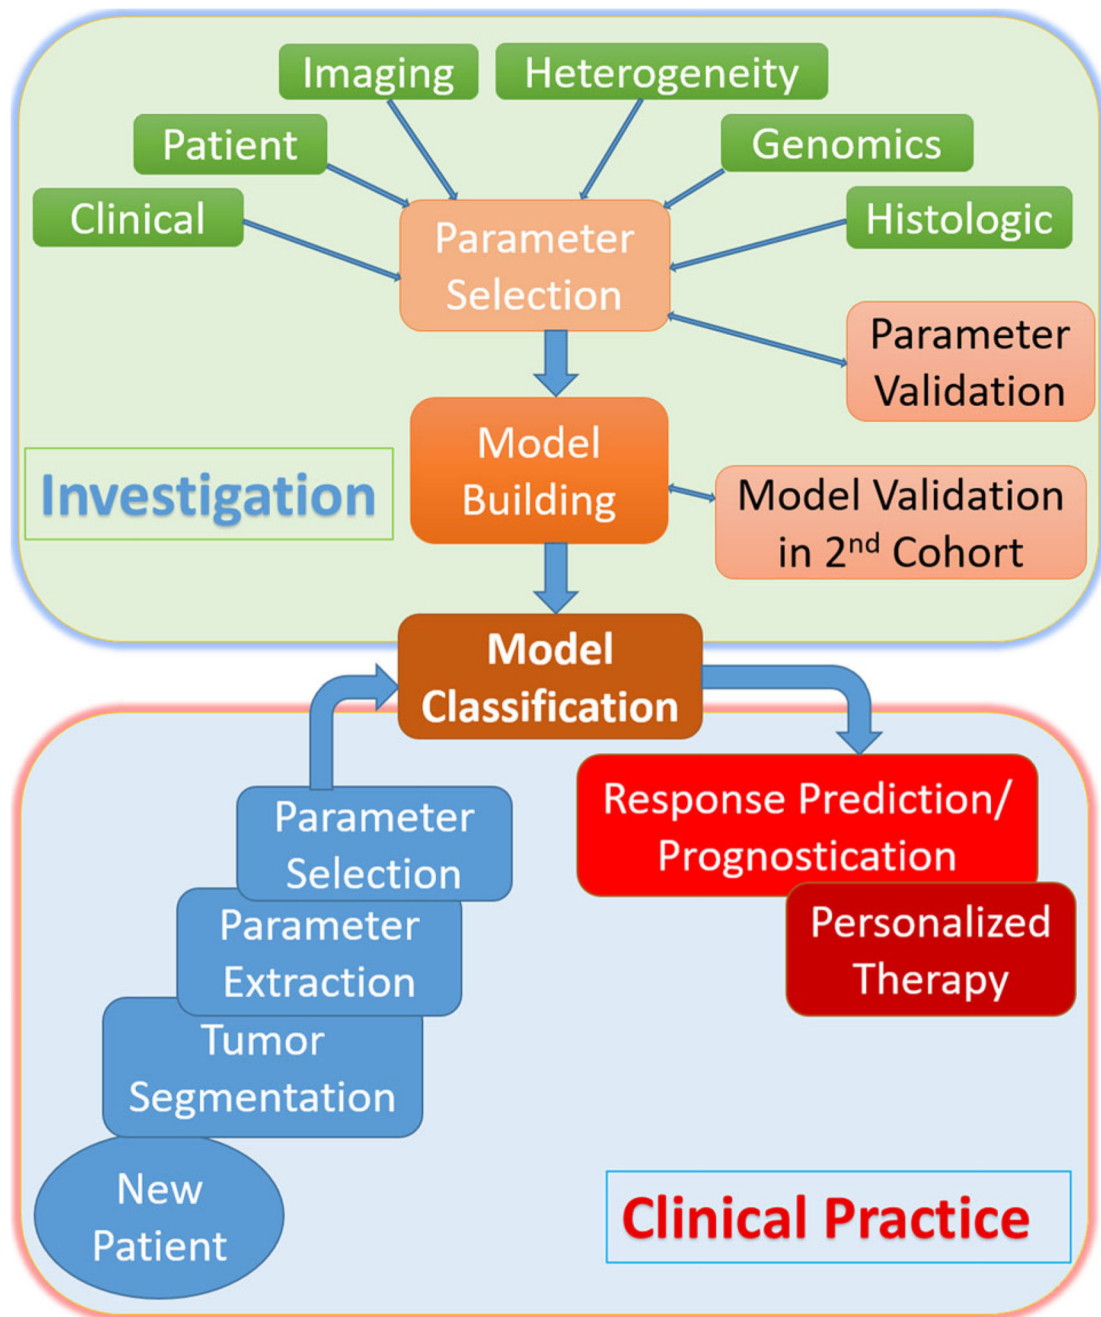 Imaging
Heterogeneity
Patient
Genomics
Clinical
Histologic
Parameter
Selection
Parameter
Validation
Model
Building
Investigation
Model Validation
in 2nd Cohort
Model
Classification
Response Prediction/
Prognostication
Parameter
Selection
Personalized
Therapy
Parameter
Extraction
Tumor
Segmentation
New
Patient
Clinical Practice